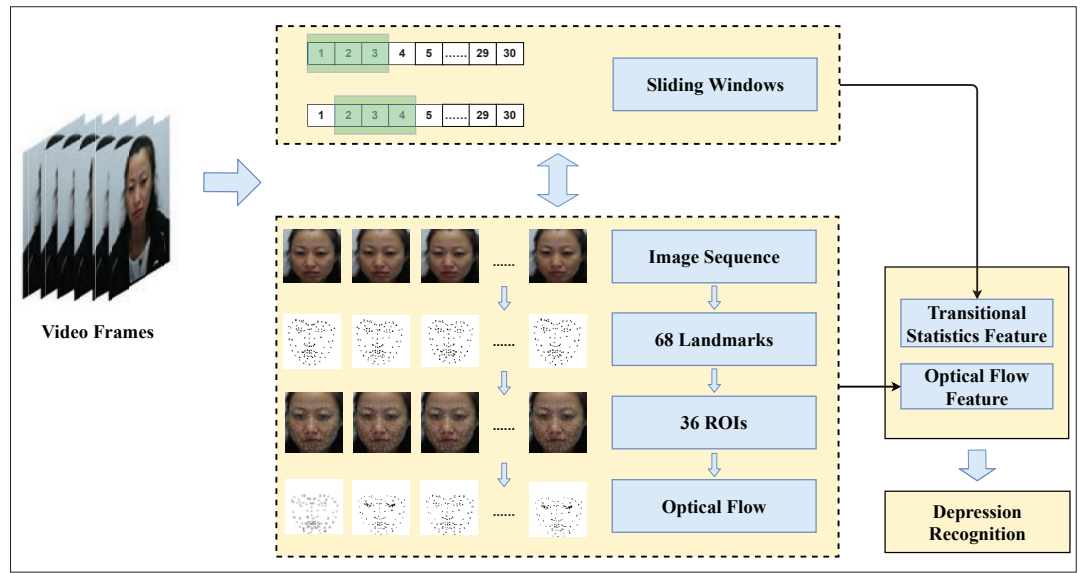 1 2 3 4 5 ...... 29 30
Sliding Windows
1 2 3 4 5 ...... 29 30
Video Frames
Image Sequence
......
68 Landmarks
......
36 ROIs
......
Optical Flow
......
Transitional
Statistics Feature
Optical Flow
Feature
Depression
Recognition